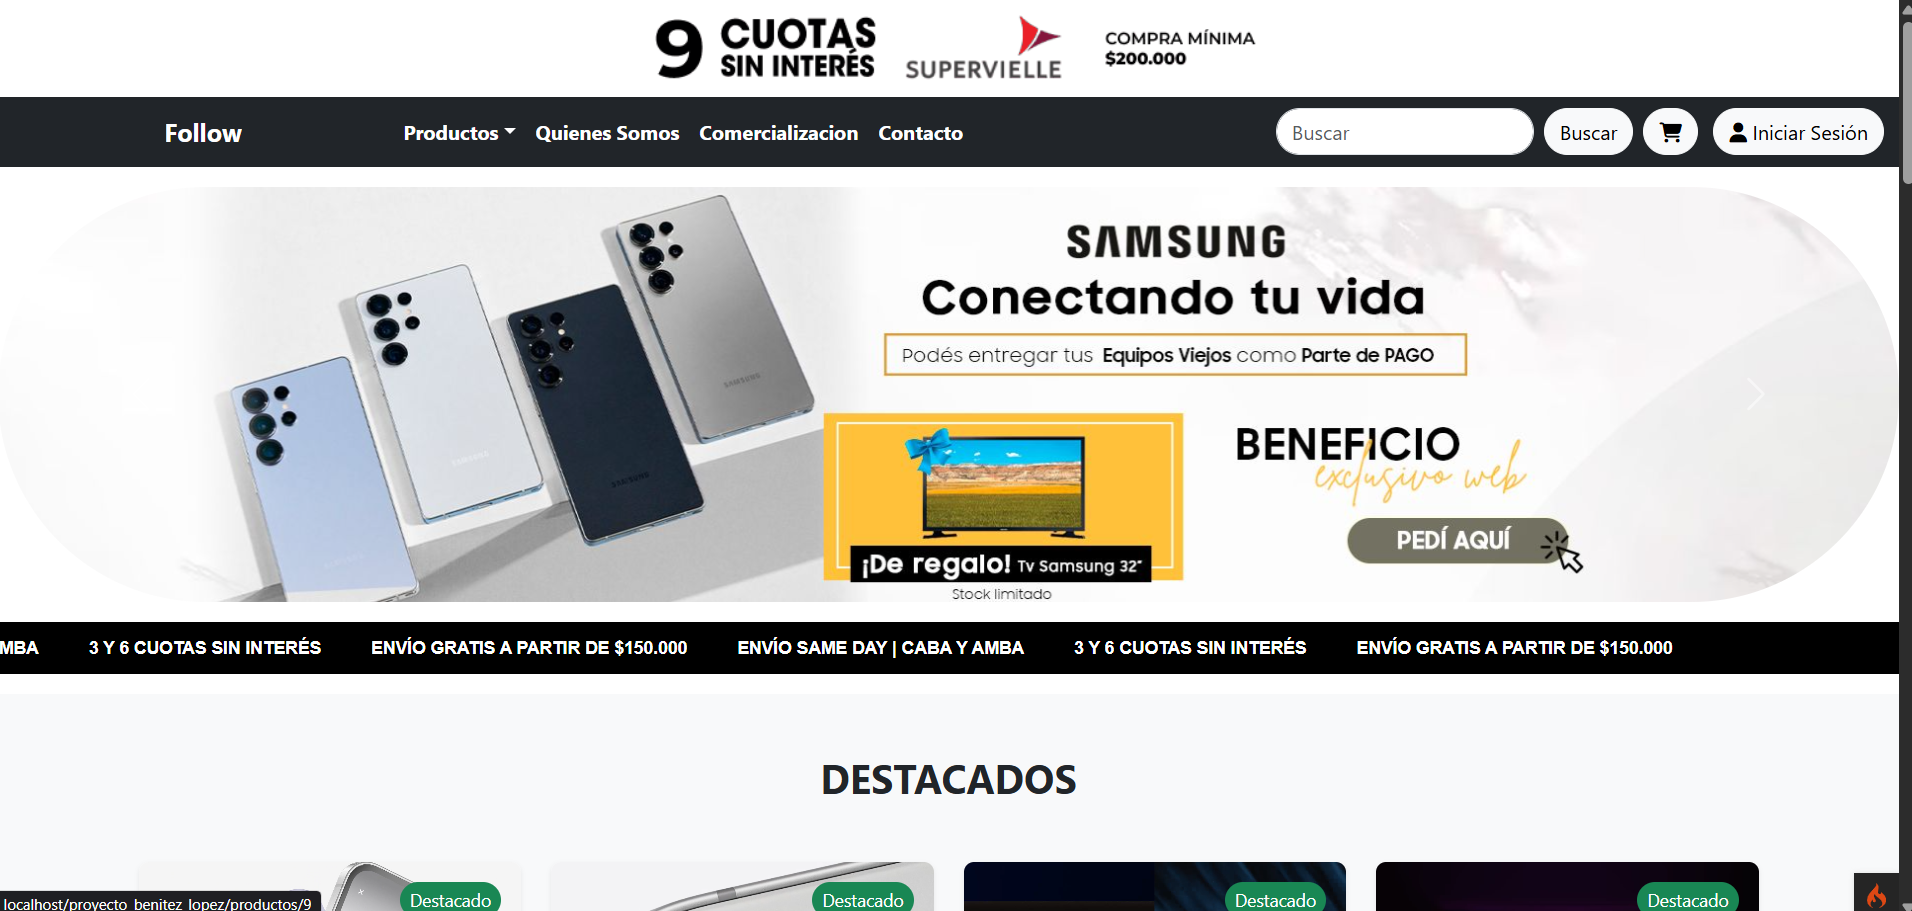 9 CUOTAS
SIN INTERÉS
SUPERVIELLE
COMPRA MÍNIMA
$200.000
Follow
Productos
Quienes Somos
Comercializacion
Contacto
Buscar
Buscar
Iniciar Sesión
SAMSUNG
Conectando tu vida
Podés entregar tus Equipos Viejos como Parte de PAGO
SAMSUNG
SAMSUNG
SAMSUNG
BENEFICIO
exclusivo web
PEDÍ AQUÍ
¡De regalo! Tv Samsung 32"
Stock limitado
MBA 3 Y 6 CUOTAS SIN INTERÉS ENVÍO GRATIS A PARTIR DE $150.000 ENVÍO SAME DAY | CABA Y AMBA 3 Y 6 CUOTAS SIN INTERÉS ENVÍO GRATIS A PARTIR DE $150.000
DESTACADOS
Destacado
Destacado
Destacado
Destacado
localhost/proyecto_benitez_lopez/productos/9